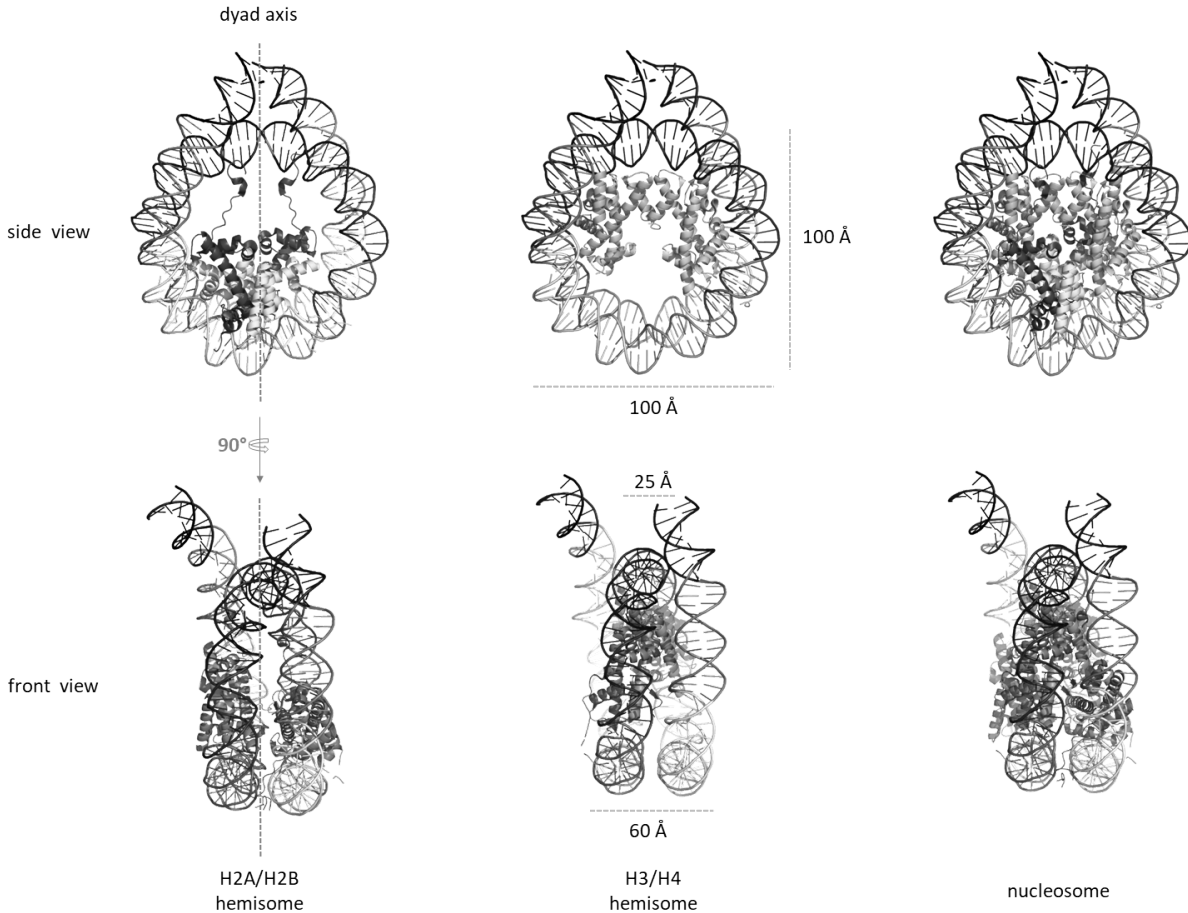 dyad axis
side view
100 Å
100 Å
90°
25 Å
front view
60 Å
H2A/H2B
hemisome
H3/H4
hemisome
nucleosome